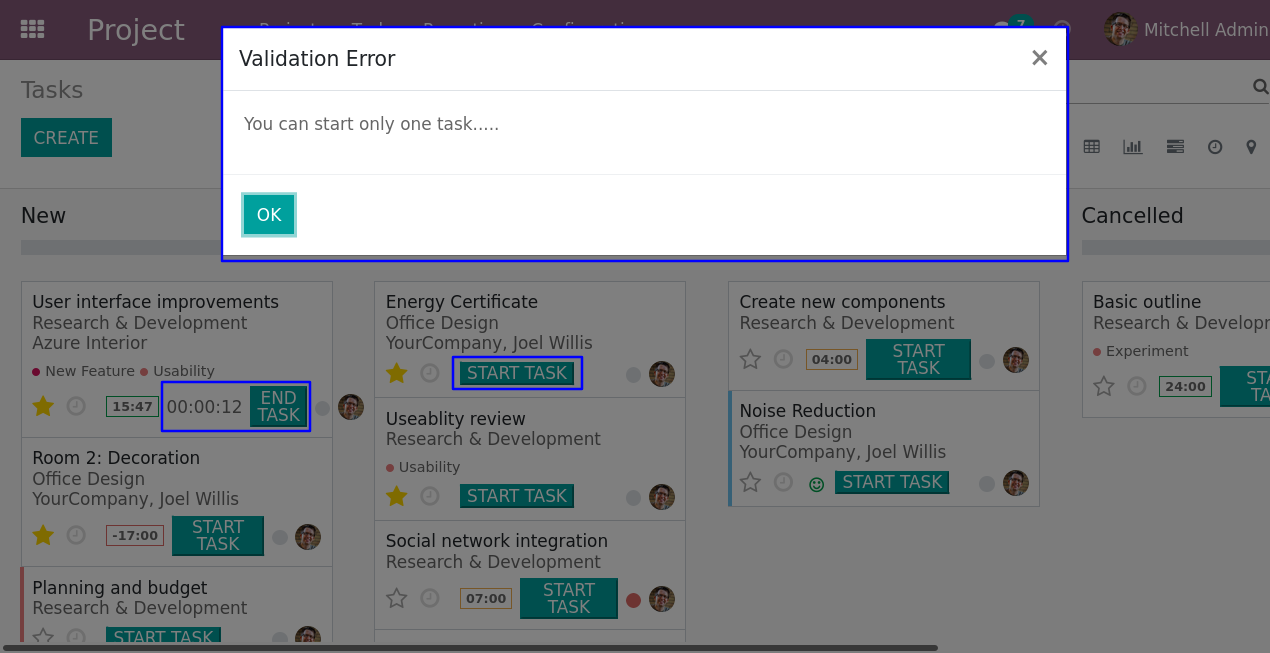 Project
7
Mitchell Admin
Validation Error
×
You can start only one task.....
OK
Tasks
CREATE
New
Cancelled
User interface improvements
Research & Development
Azure Interior
New Feature Usability
15:47 00:00:12 END TASK
Room 2: Decoration
Office Design
YourCompany, Joel Willis
-17:00 START TASK
Planning and budget
Research & Development
START TASK
Energy Certificate
Office Design
YourCompany, Joel Willis
START TASK
Useablity review
Research & Development
Usability
START TASK
Social network integration
Research & Development
07:00 START TASK
Create new components
Research & Development
04:00 START TASK
Noise Reduction
Office Design
YourCompany, Joel Willis
START TASK
Basic outline
Research & Developr
Experiment
24:00 STA
TA